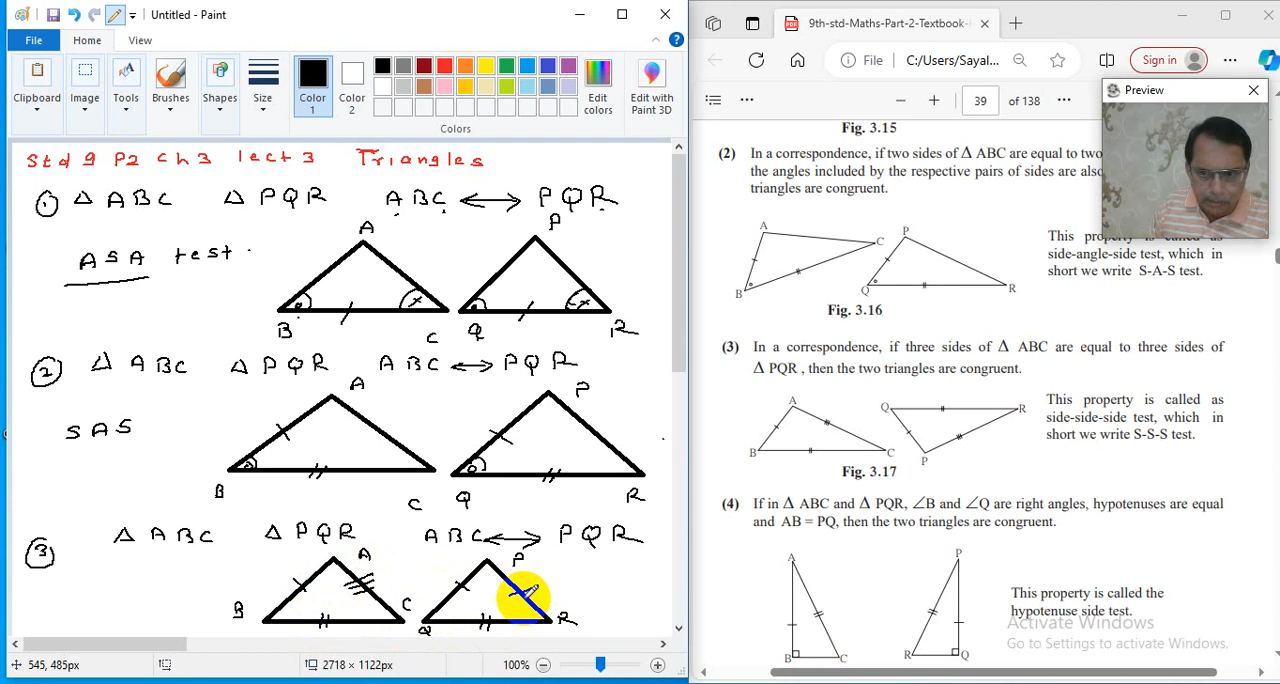 Untitled - Paint
File Home View
Clipboard Image Tools Brushes Shapes Size Color 1 Color 2 Edit colors Edit with Paint 3D
Colors
Std 9 P2 Ch 3 lect 3 Triangles
1 Δ ABC Δ PQR ABC ↔ PQR
A P
ASA test
B C Q R
2 Δ ABC Δ PQR ABC ↔ PQR
A P
SAS
B C Q R
3 Δ ABC Δ PQR ABC ↔ PQR
A P
B C Q R
545, 485px 2718 × 1122px 100%
9th-std-Maths-Part-2-Textbook-
File C:/Users/Sayal... Sign in
39 of 138
Preview
Fig. 3.15
(2) In a correspondence, if two sides of Δ ABC are equal to two
the angles included by the respective pairs of sides are also
triangles are congruent.
A C P
B Q R
This property is called as
side-angle-side test, which in
short we write S-A-S test.
Fig. 3.16
(3) In a correspondence, if three sides of Δ ABC are equal to three sides of
Δ PQR , then the two triangles are congruent.
A Q R
B C P
This property is called as
side-side-side test, which in
short we write S-S-S test.
Fig. 3.17
(4) If in Δ ABC and Δ PQR, ∠B and ∠Q are right angles, hypotenuses are equal
and AB = PQ, then the two triangles are congruent.
A P
B C R Q
This property is called the
hypotenuse side test.
Activate Windows
Go to Settings to activate Windows.